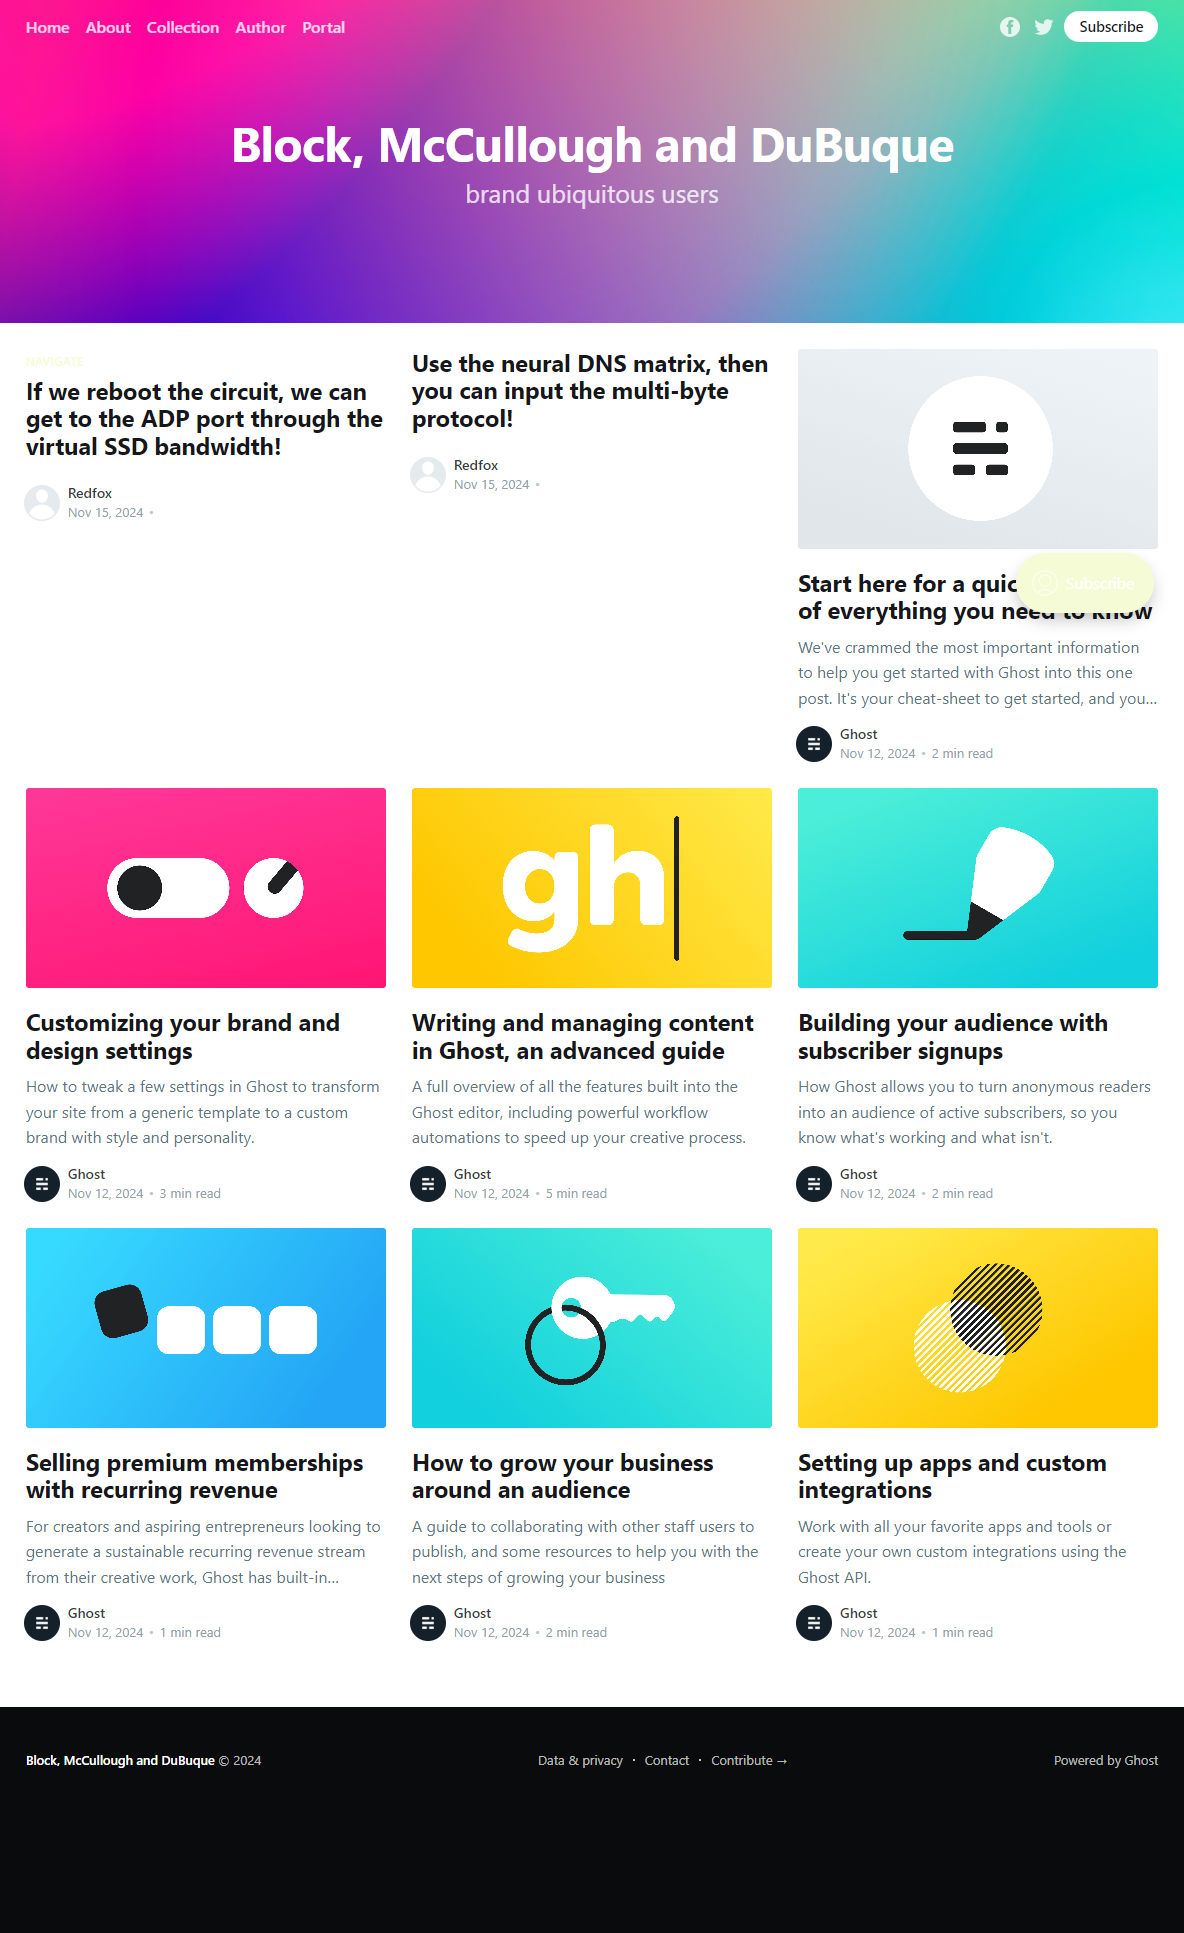 Home About Collection Author Portal
Subscribe
Block, McCullough and DuBuque
brand ubiquitous users
NAVIGATE
If we reboot the circuit, we can
get to the ADP port through the
virtual SSD bandwidth!
Redfox
Nov 15, 2024 •
Use the neural DNS matrix, then
you can input the multi-byte
protocol!
Redfox
Nov 15, 2024 •
Start here for a
of everything you need to know
Subscribe
We've crammed the most important information
to help you get started with Ghost into this one
post. It's your cheat-sheet to get started, and you...
Ghost
Nov 12, 2024 • 2 min read
Customizing your brand and
design settings
How to tweak a few settings in Ghost to transform
your site from a generic template to a custom
brand with style and personality.
Ghost
Nov 12, 2024 • 3 min read
gh
Writing and managing content
in Ghost, an advanced guide
A full overview of all the features built into the
Ghost editor, including powerful workflow
automations to speed up your creative process.
Ghost
Nov 12, 2024 • 5 min read
Building your audience with
subscriber signups
How Ghost allows you to turn anonymous readers
into an audience of active subscribers, so you
know what's working and what isn't.
Ghost
Nov 12, 2024 • 2 min read
Selling premium memberships
with recurring revenue
For creators and aspiring entrepreneurs looking to
generate a sustainable recurring revenue stream
from their creative work, Ghost has built-in...
Ghost
Nov 12, 2024 • 1 min read
How to grow your business
around an audience
A guide to collaborating with other staff users to
publish, and some resources to help you with the
next steps of growing your business
Ghost
Nov 12, 2024 • 2 min read
Setting up apps and custom
integrations
Work with all your favorite apps and tools or
create your own custom integrations using the
Ghost API.
Ghost
Nov 12, 2024 • 1 min read
Block, McCullough and DuBuque © 2024
Data & privacy • Contact • Contribute →
Powered by Ghost